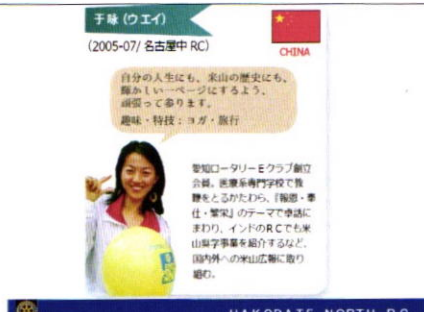 于咏（ウエイ）
（2005-07/ 名古屋中 RC）
CHINA
自分の人生にも、米山の歴史にも、
輝かしい一ページにするよう、
頑張って参ります。
趣味・特技：ヨガ・旅行
愛知ロータリーEクラブ創立
会員。医療系専門学校で教
鞭をとるかたわら、「報恩・奉
仕・繁栄」のテーマで卓話に
まわり、インドのRCでも米
山奨学事業を紹介するなど、
国内外への米山広報に取り
組む。
HAKODATE NORTH RC